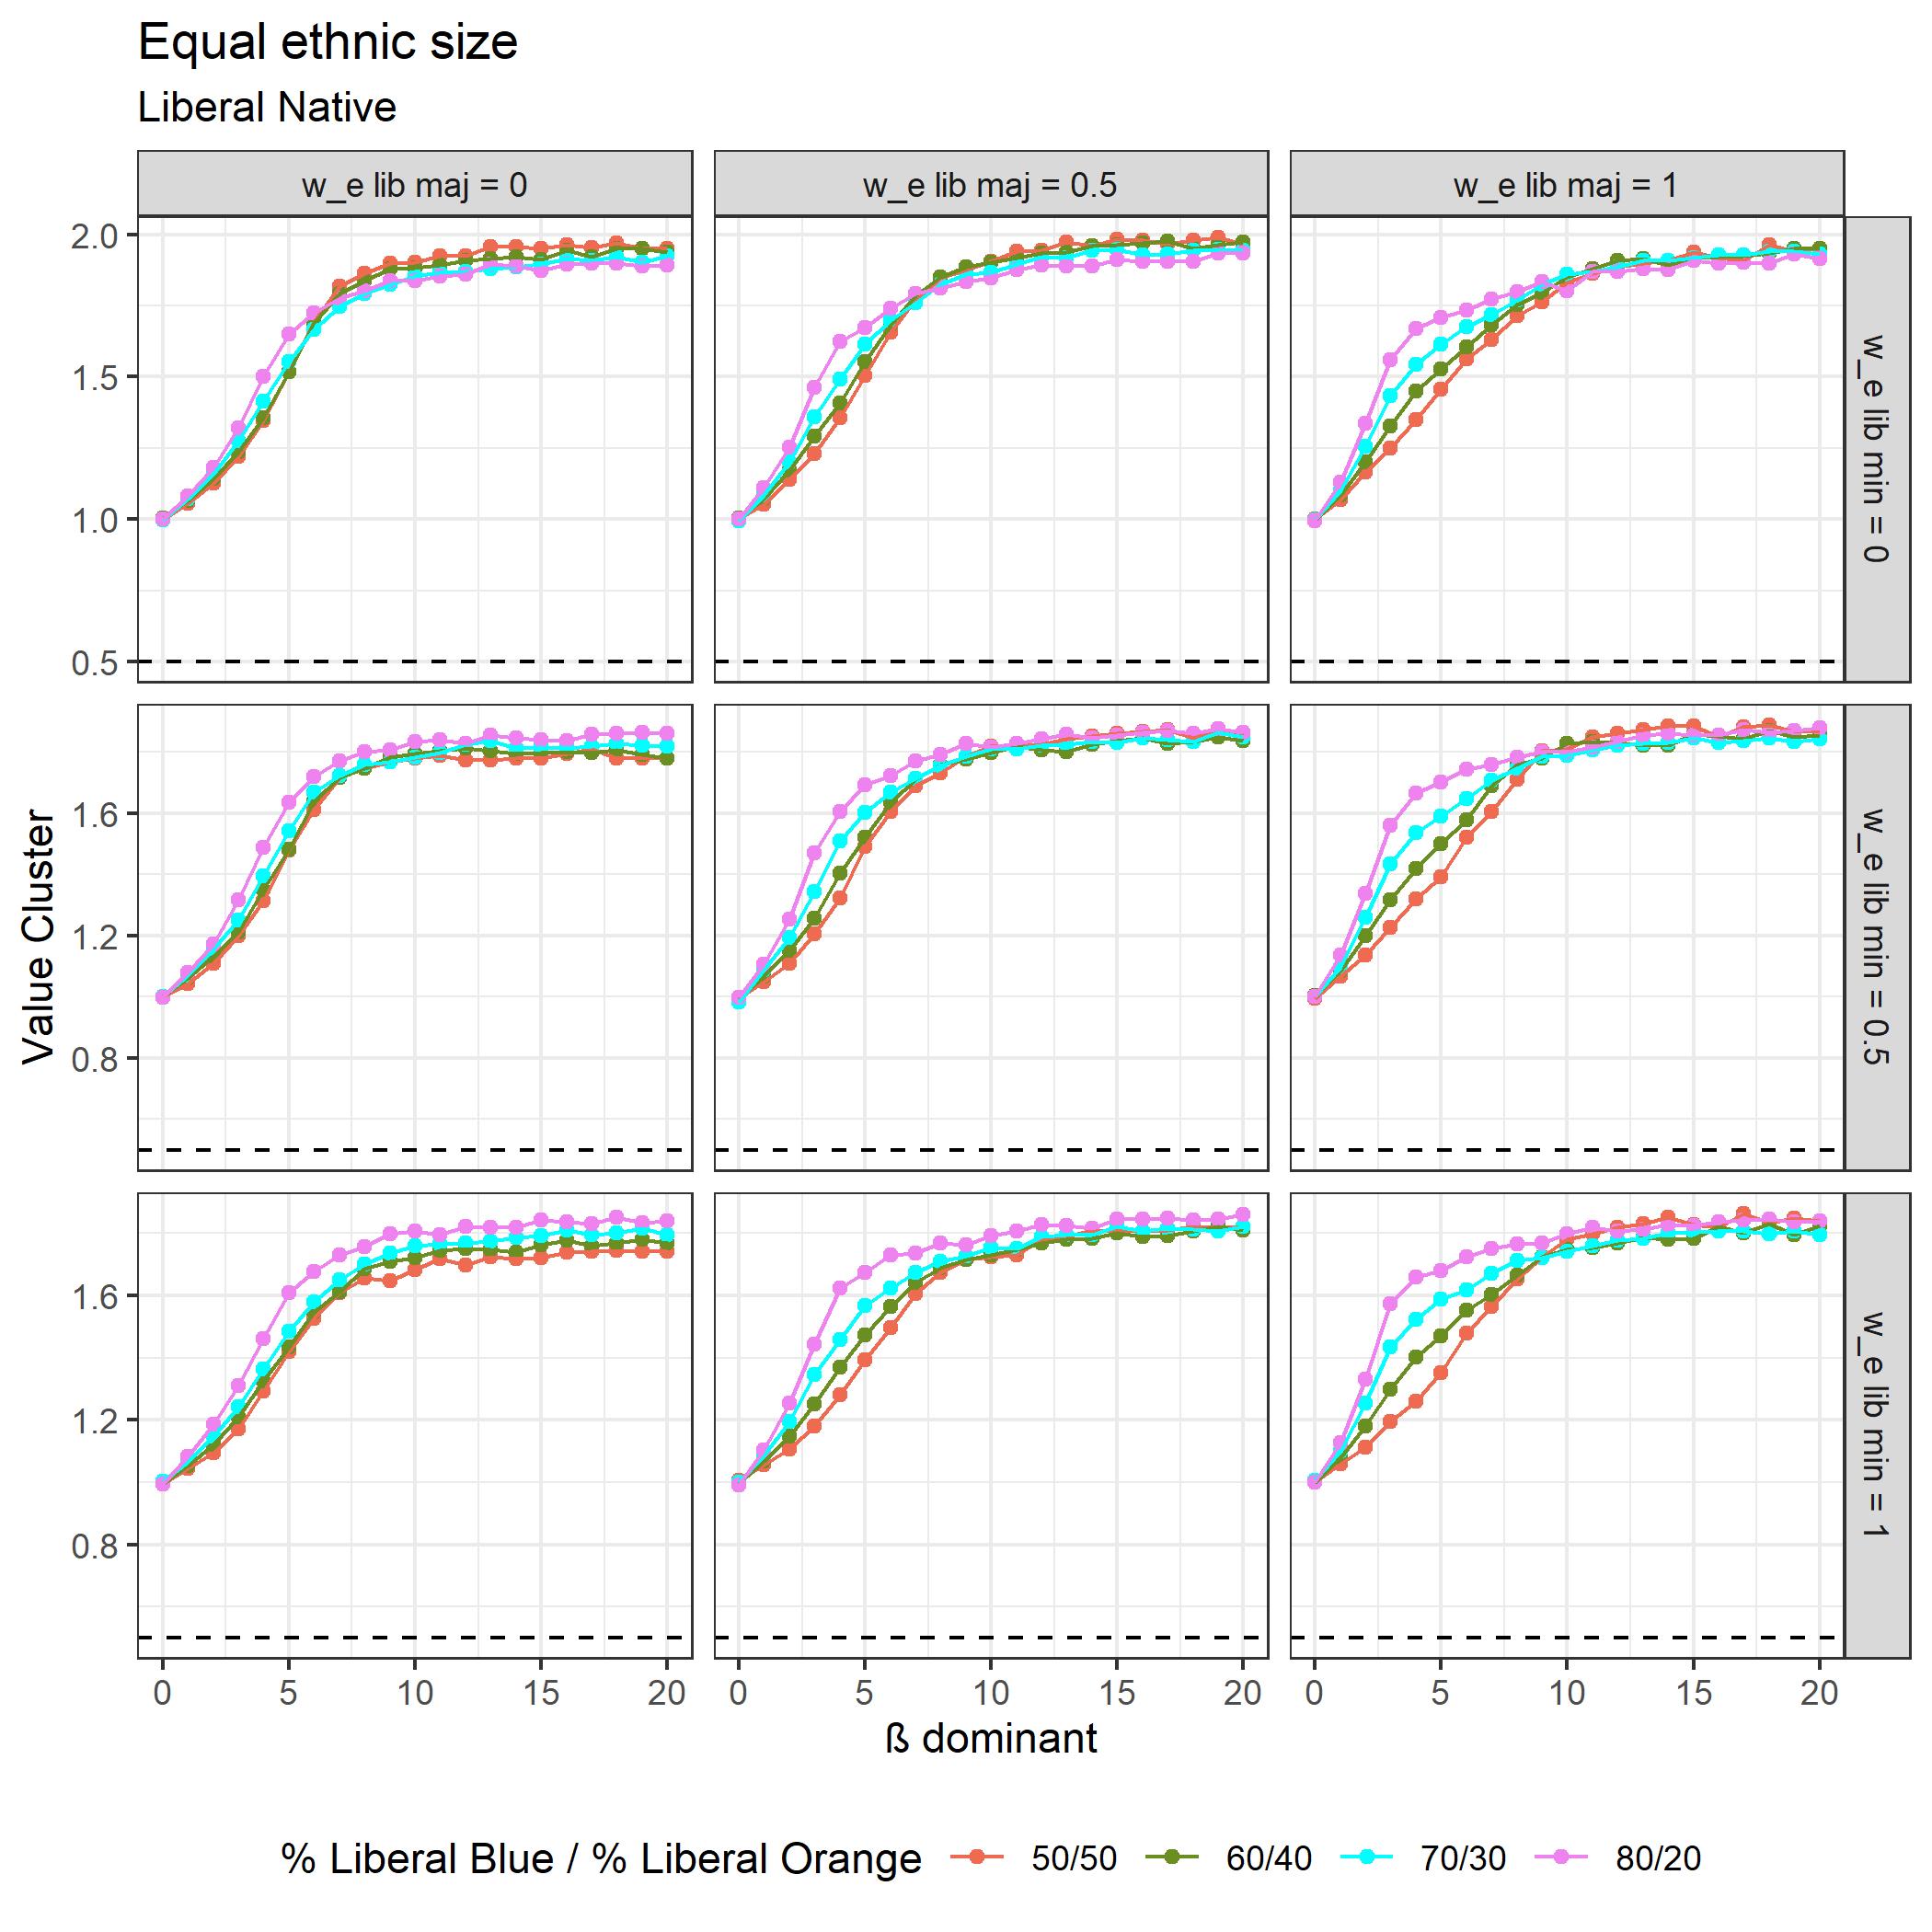 Equal ethnic size
Liberal Native
w_e lib maj = 0
w_e lib maj = 0.5
w_e lib maj = 1
2.0
1.5
1.0
0.5
w_e lib min = 0
Value Cluster
1.6
1.2
0.8
w_e lib min = 0.5
1.6
1.2
0.8
w_e lib min = 1
0 5 10 15 20
0 5 10 15 20
0 5 10 15 20
ß dominant
% Liberal Blue / % Liberal Orange 50/50 60/40 70/30 80/20